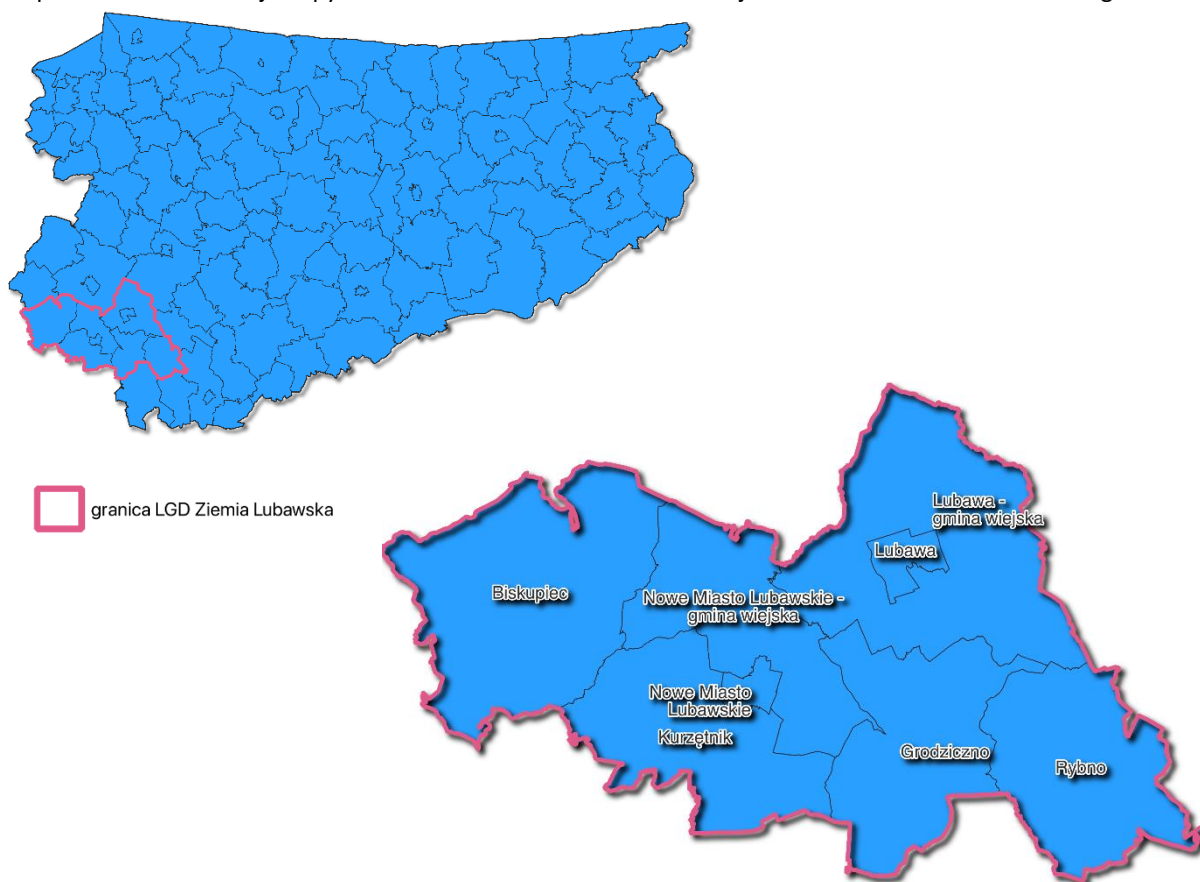 granica LGD Ziemia Lubawska
Lubawa -
gmina wiejska
Lubawa
Biskupiec
Nowe Miasto Lubawskie -
gmina wiejska
Nowe Miasto
Lubawskie
Kurzętnik
Grodziczno
Rybno